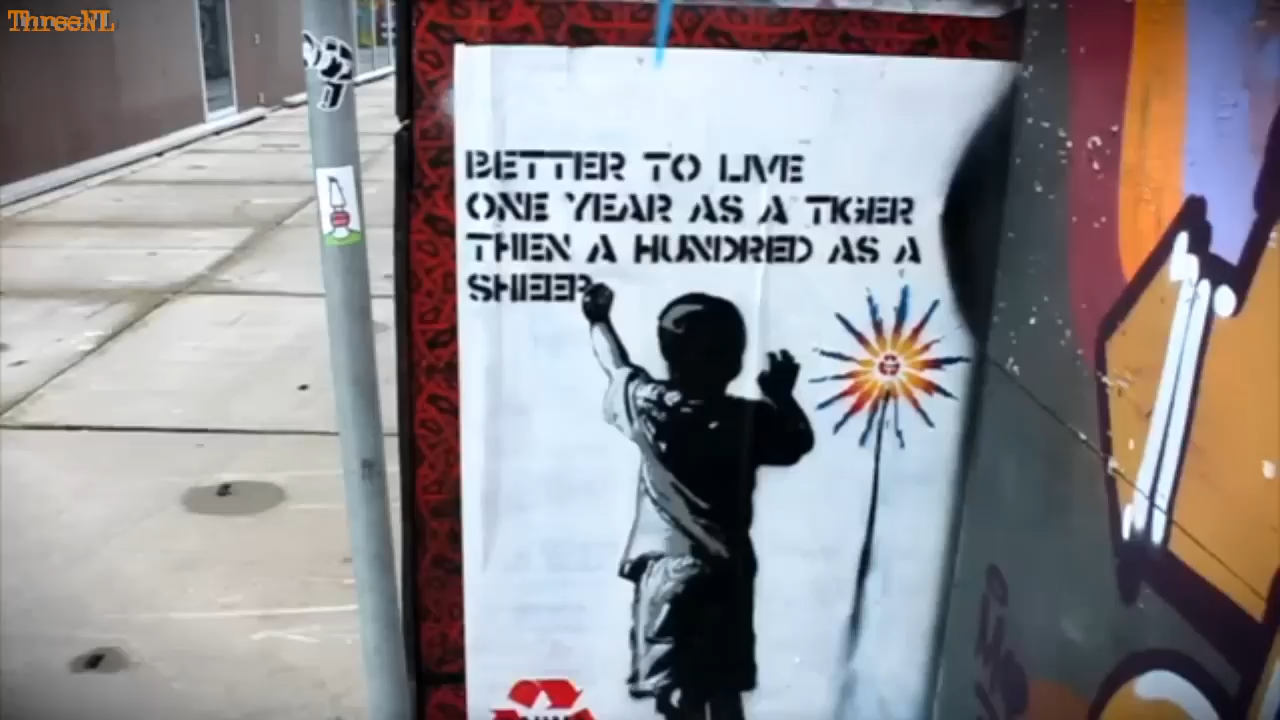 ThreeNL
BETTER TO LIVE
ONE YEAR AS A TIGER
THEN A HUNDRED AS A
SHEEP